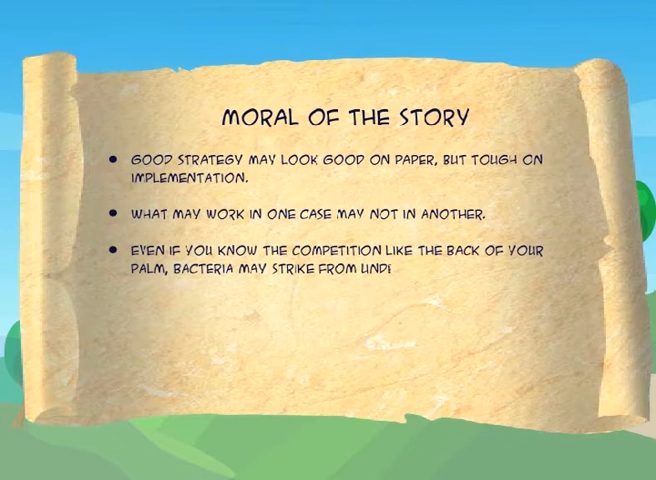 MORAL OF THE STORY
• GOOD STRATEGY MAY LOOK GOOD ON PAPER, BUT TOUGH ON
IMPLEMENTATION.
• WHAT MAY WORK IN ONE CASE MAY NOT IN ANOTHER.
• EVEN IF YOU KNOW THE COMPETITION LIKE THE BACK OF YOUR
PALM, BACTERIA MAY STRIKE FROM UNDE